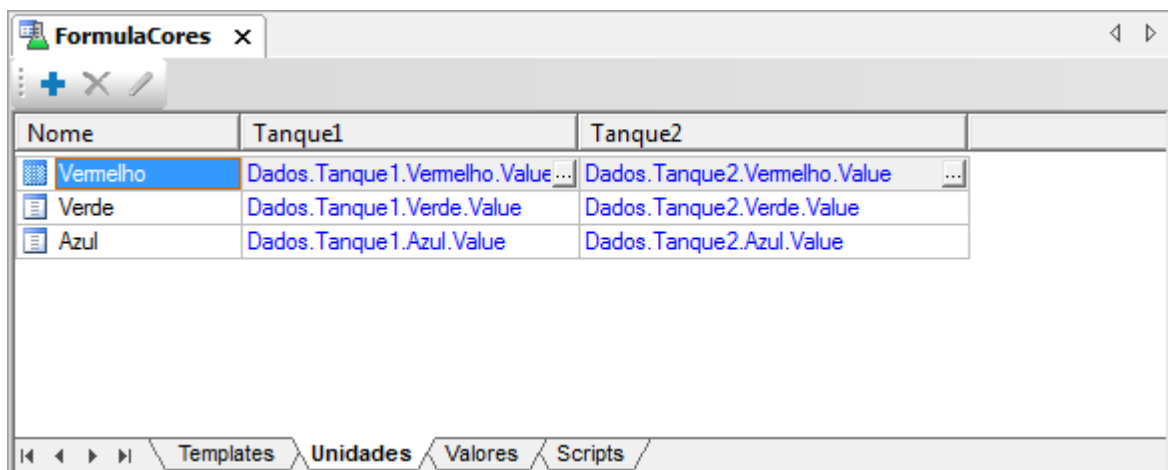 FormulaCores
Nome Tanque1 Tanque2
Vermelho Dados.Tanque1.Vermelho.Value ... Dados.Tanque2.Vermelho.Value ...
Verde Dados.Tanque1.Verde.Value Dados.Tanque2.Verde.Value
Azul Dados.Tanque1.Azul.Value Dados.Tanque2.Azul.Value
Templates Unidades Valores Scripts